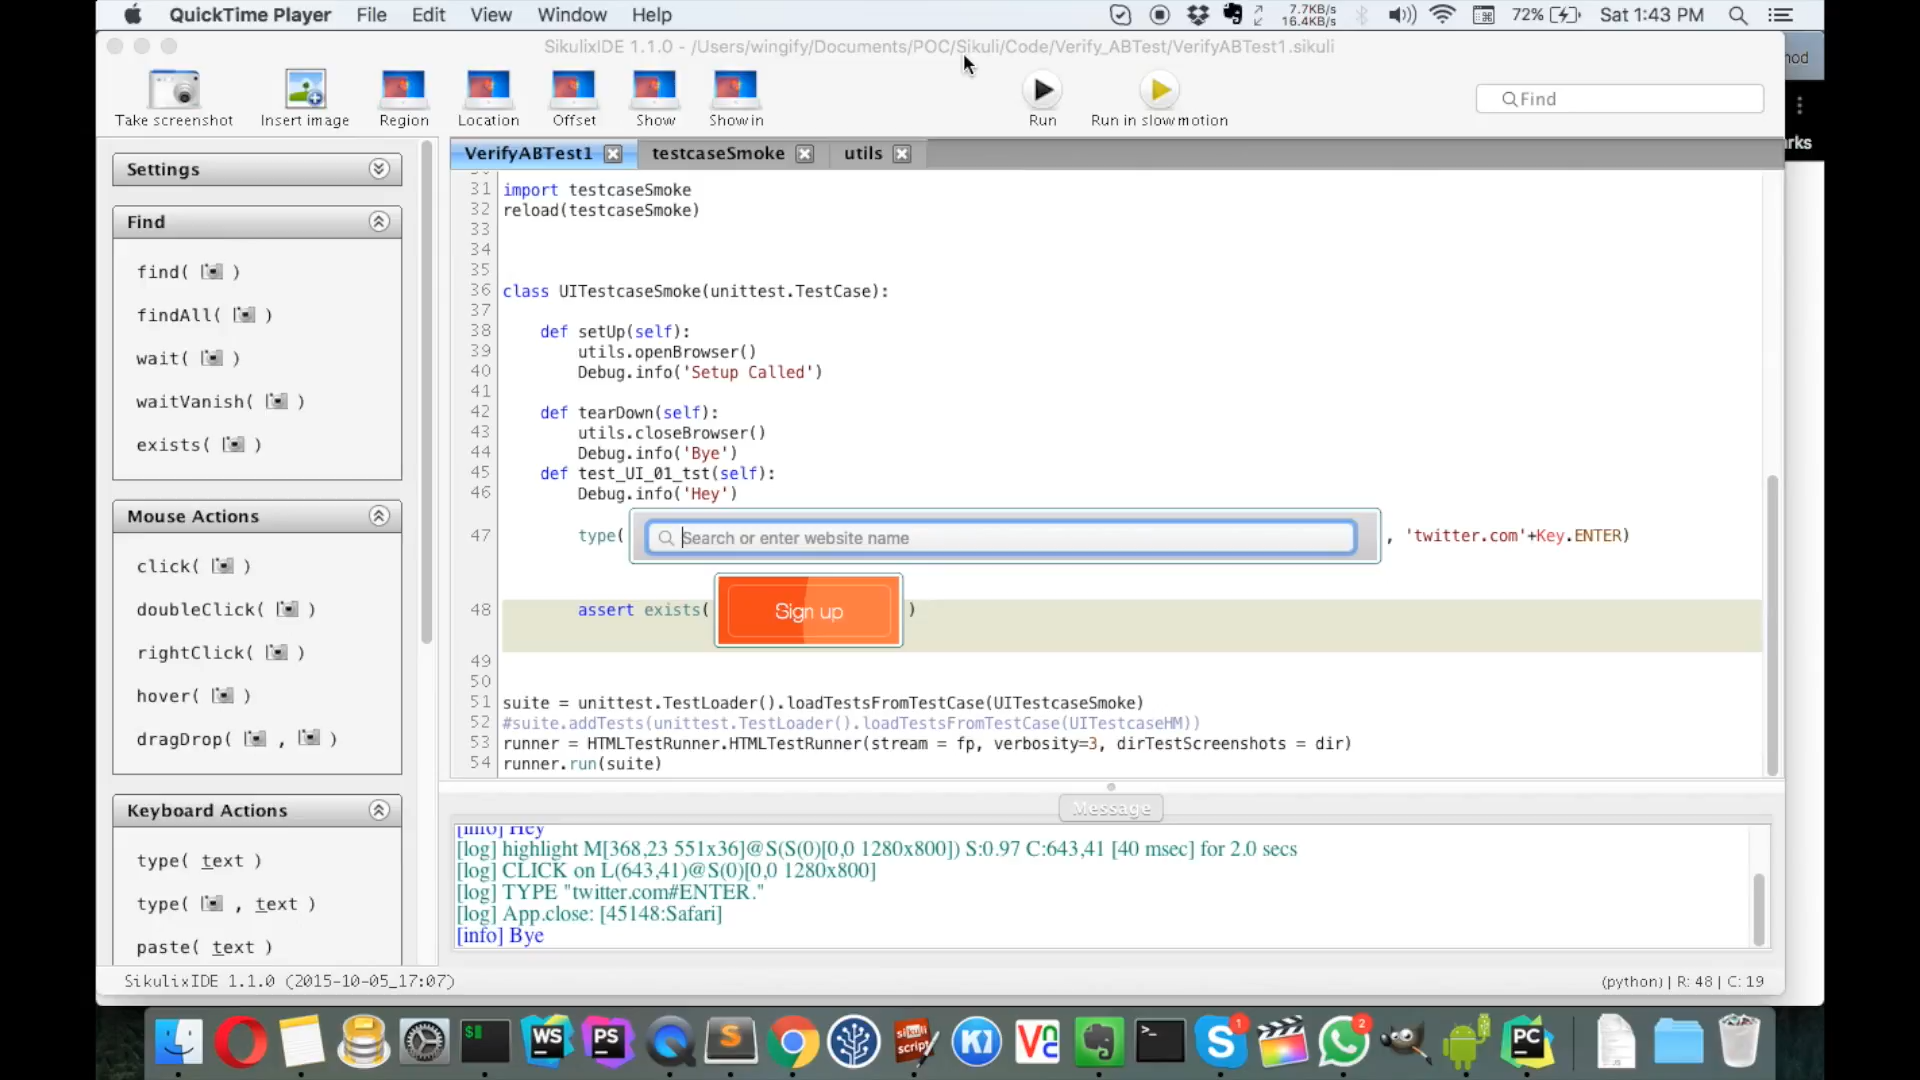 QuickTime Player File Edit View Window Help 7.7KB/s 16.4KB/s 72% Sat 1:43 PM
SikulixIDE 1.1.0 - /Users/wingify/Documents/POC/Sikuli/Code/Verify_ABTest/VerifyABTest1.sikuli
Take screenshot Insert image Region Location Offset Show Show in Run Run in slow motion Find
VerifyABTest1 testcaseSmoke utils
Settings
Find
find( )
findAll( )
wait( )
waitVanish( )
exists( )
Mouse Actions
click( )
doubleClick( )
rightClick( )
hover( )
dragDrop( , )
Keyboard Actions
type( text )
type( , text )
paste( text )
31 import testcaseSmoke
32 reload(testcaseSmoke)
33
34
35
36 class UITestcaseSmoke(unittest.TestCase):
37
38 def setUp(self):
39 utils.openBrowser()
40 Debug.info('Setup Called')
41
42 def tearDown(self):
43 utils.closeBrowser()
44 Debug.info('Bye')
45 def test_UI_01_tst(self):
46 Debug.info('Hey')
47 type( Search or enter website name , 'twitter.com'+Key.ENTER)
48 assert exists( Sign up )
49
50
51 suite = unittest.TestLoader().loadTestsFromTestCase(UITestcaseSmoke)
52 #suite.addTests(unittest.TestLoader().loadTestsFromTestCase(UITestcaseHM))
53 runner = HTMLTestRunner.HTMLTestRunner(stream = fp, verbosity=3, dirTestScreenshots = dir)
54 runner.run(suite)
Message
[info] Hey
[log] highlight M[368,23 551x36]@S(S(0)[0,0 1280x800]) S:0.97 C:643,41 [40 msec] for 2.0 secs
[log] CLICK on L(643,41)@S(0)[0,0 1280x800]
[log] TYPE "twitter.com#ENTER."
[log] App.close: [45148:Safari]
[info] Bye
SikulixIDE 1.1.0 (2015-10-05_17:07) (python) | R: 48 | C: 19
$ WS PS S sikuli script K1 VNC >_ S 1 2 PC